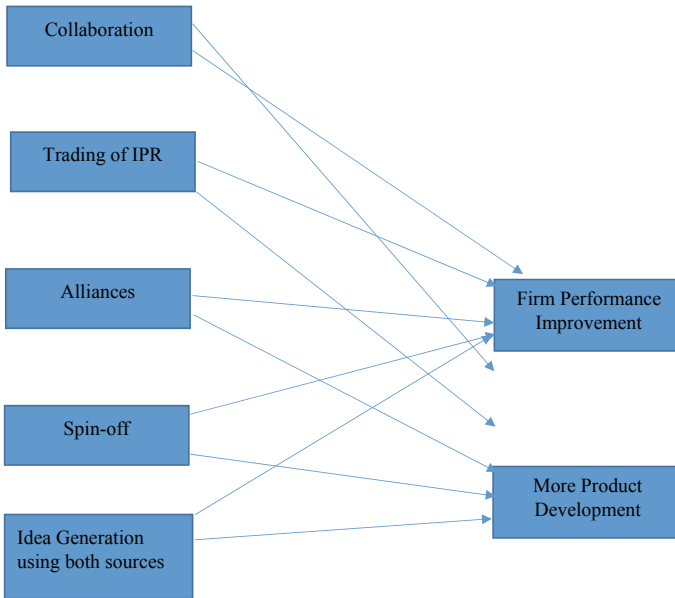 Collaboration
Trading of IPR
Alliances
Firm Performance
Improvement
Spin-off
More Product
Development
Idea Generation
using both sources